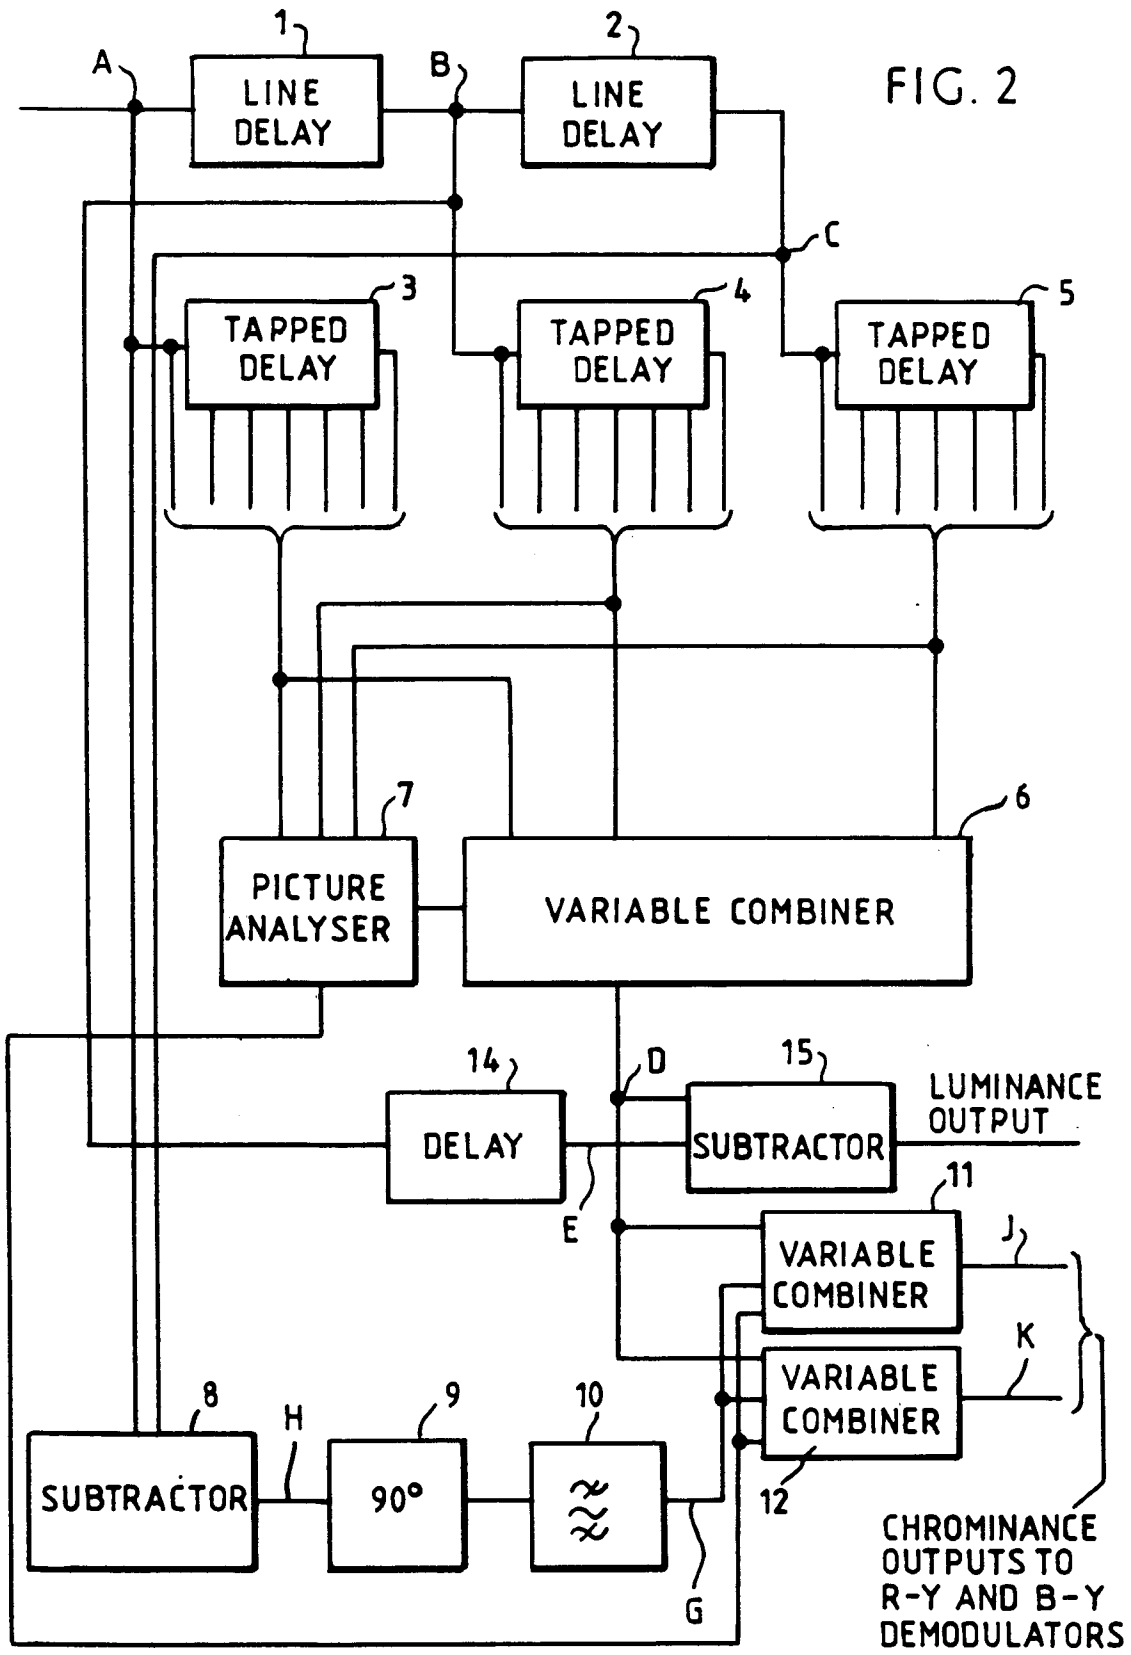 FIG. 2
1
2
A
B
LINE
DELAY
LINE
DELAY
C
3
4
5
TAPPED
DELAY
TAPPED
DELAY
TAPPED
DELAY
7
6
PICTURE
ANALYSER
VARIABLE COMBINER
14
D
15
LUMINANCE
OUTPUT
DELAY
SUBTRACTOR
E
11
J
VARIABLE
COMBINER
K
VARIABLE
COMBINER
12
8
H
9
10
SUBTRACTOR
90°
G
CHROMINANCE
OUTPUTS TO
R-Y AND B-Y
DEMODULATORS